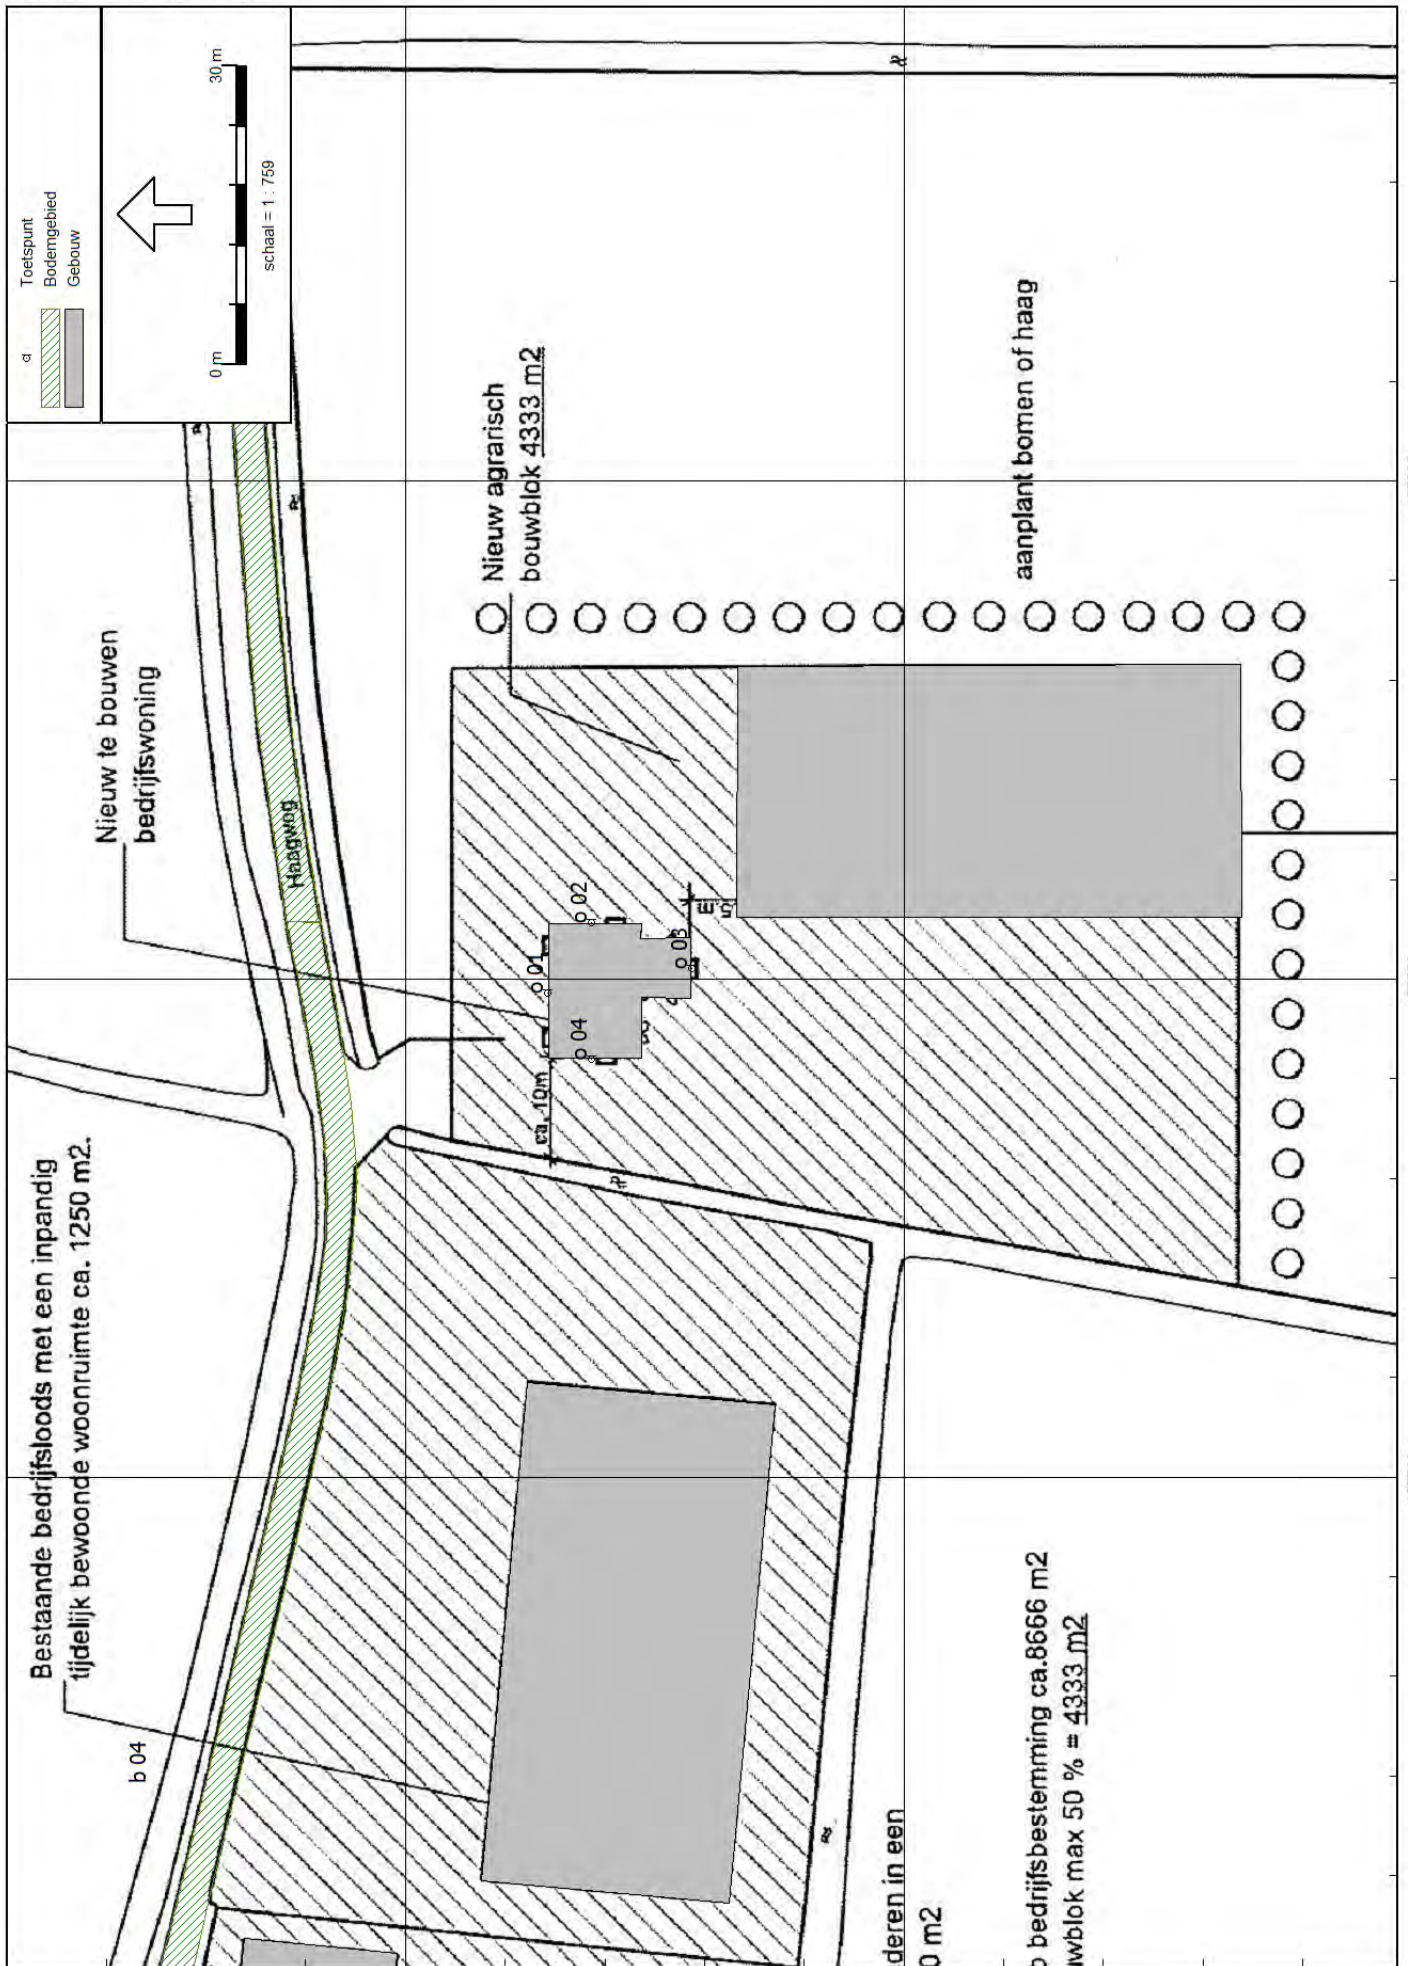 Toetspunt
Bodemgebied
Gebouw
0 m
30 m
schaal = 1 : 759
Bestaande bedrijfsloods met een inpandig
tijdelijk bewoonde woonruimte ca. 1250 m2.
b 04
Nieuw te bouwen
bedrijfswoning
Haagweg
Nieuw agrarisch
bouwblok 4333 m2
01
02
03
04
ca. 10m
5 m
aanplant bomen of haag
deren in een
0 m2
bedrijfsbestemming ca.8666 m2
uwblok max 50 % = 4333 m2